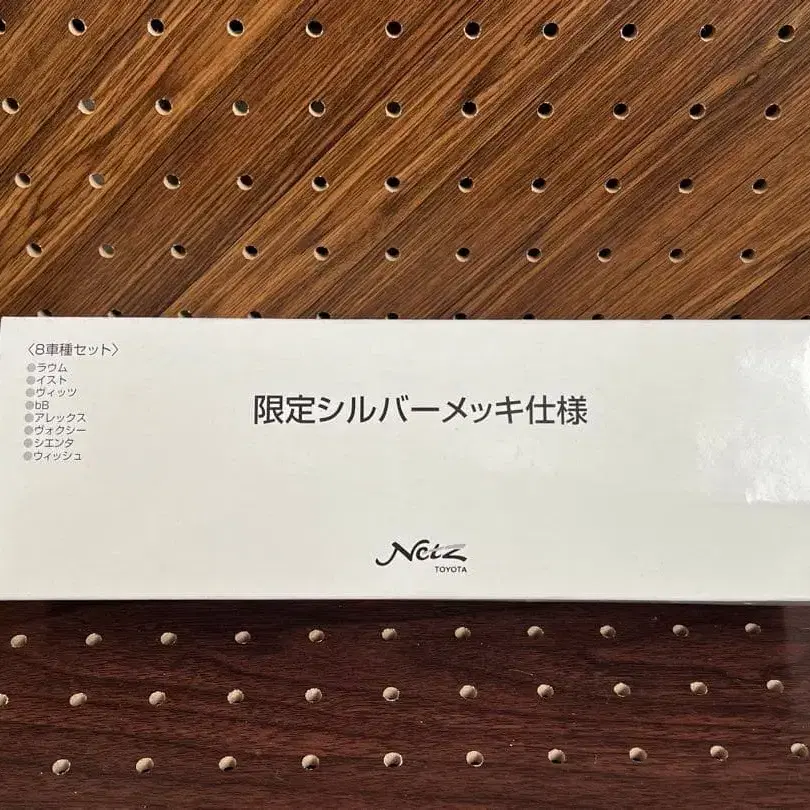 〈8車種セット〉
●ラウム
●イスト
●ヴィッツ
●bB
●アレックス
●ヴォクシー
●シエンタ
●ウィッシュ
限定シルバーメッキ仕様
Netz
TOYOTA